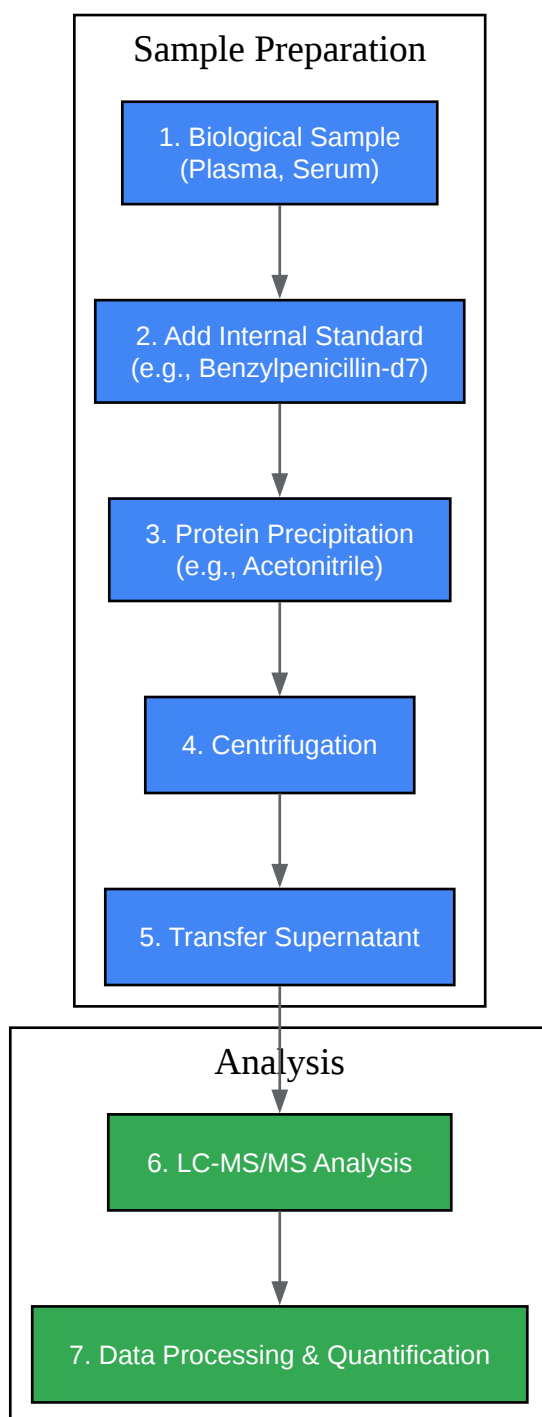 Sample Preparation
1. Biological Sample
(Plasma, Serum)
2. Add Internal Standard
(e.g., Benzylpenicillin-d7)
3. Protein Precipitation
(e.g., Acetonitrile)
4. Centrifugation
5. Transfer Supernatant
Analysis
6. LC-MS/MS Analysis
7. Data Processing & Quantification